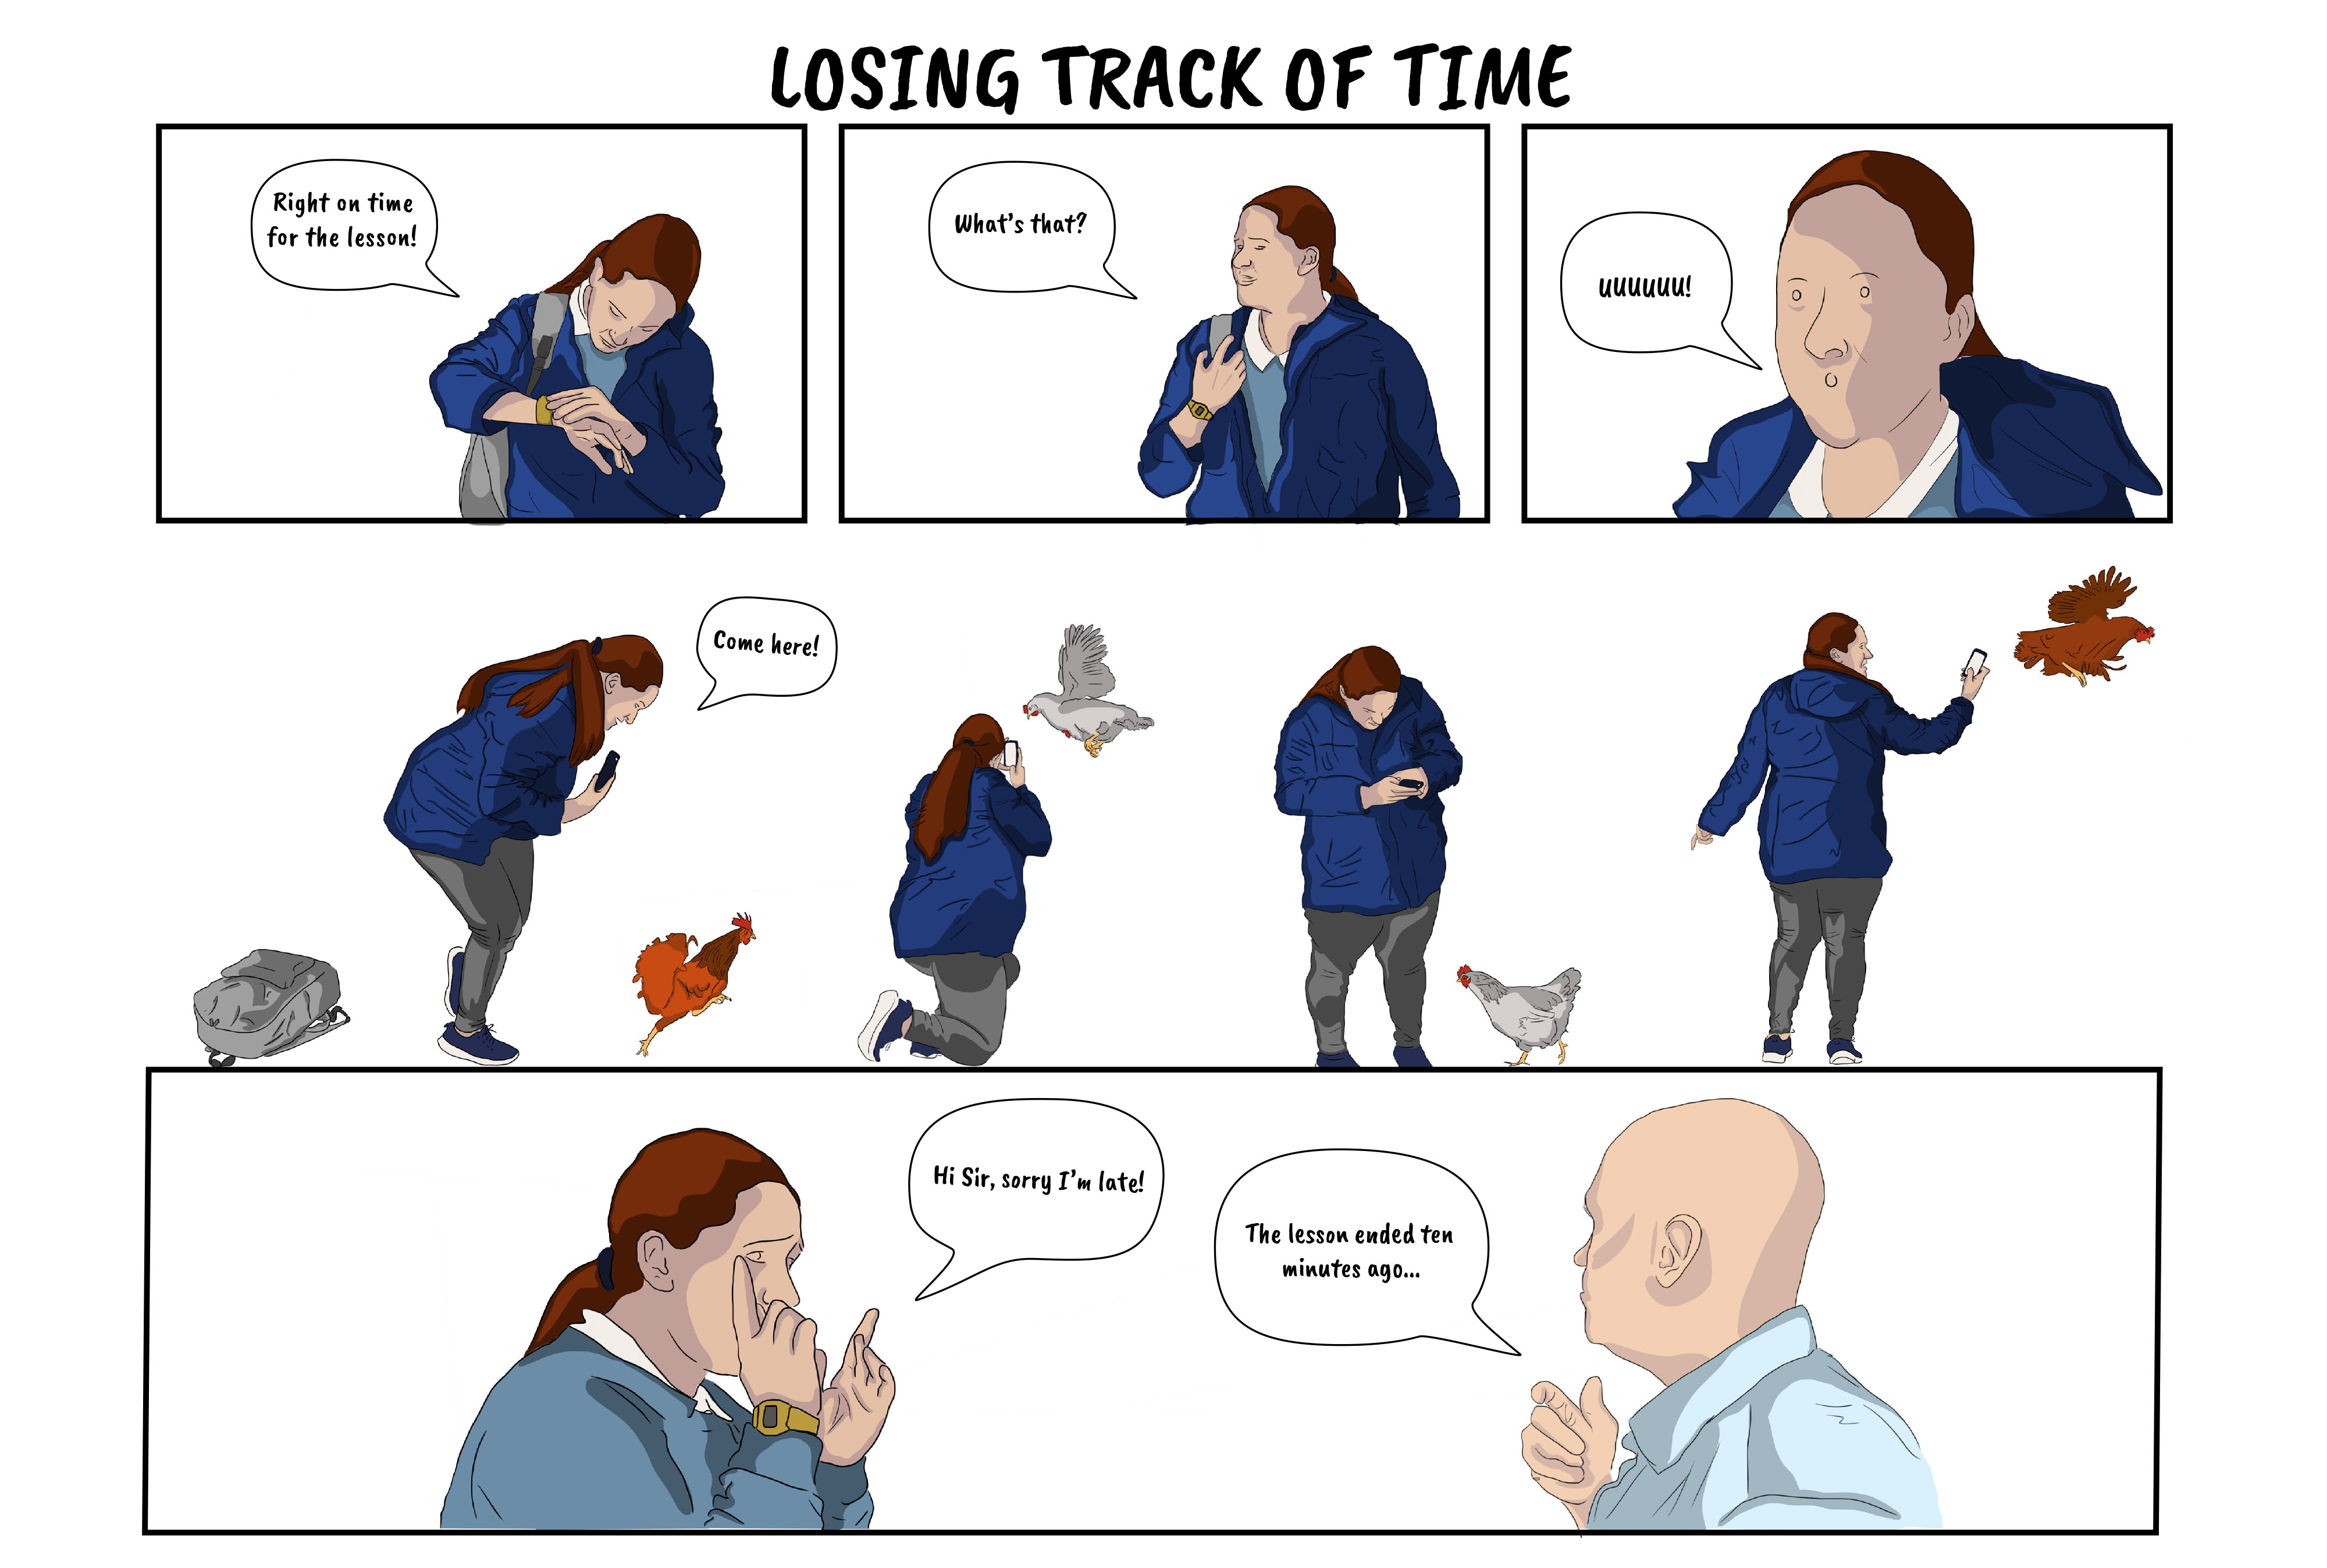 LOSING TRACK OF TIME
Right on time
for the lesson!
What's that?
uuuuuu!
Come here!
Hi Sir, sorry I'm late!
The lesson ended ten
minutes ago...